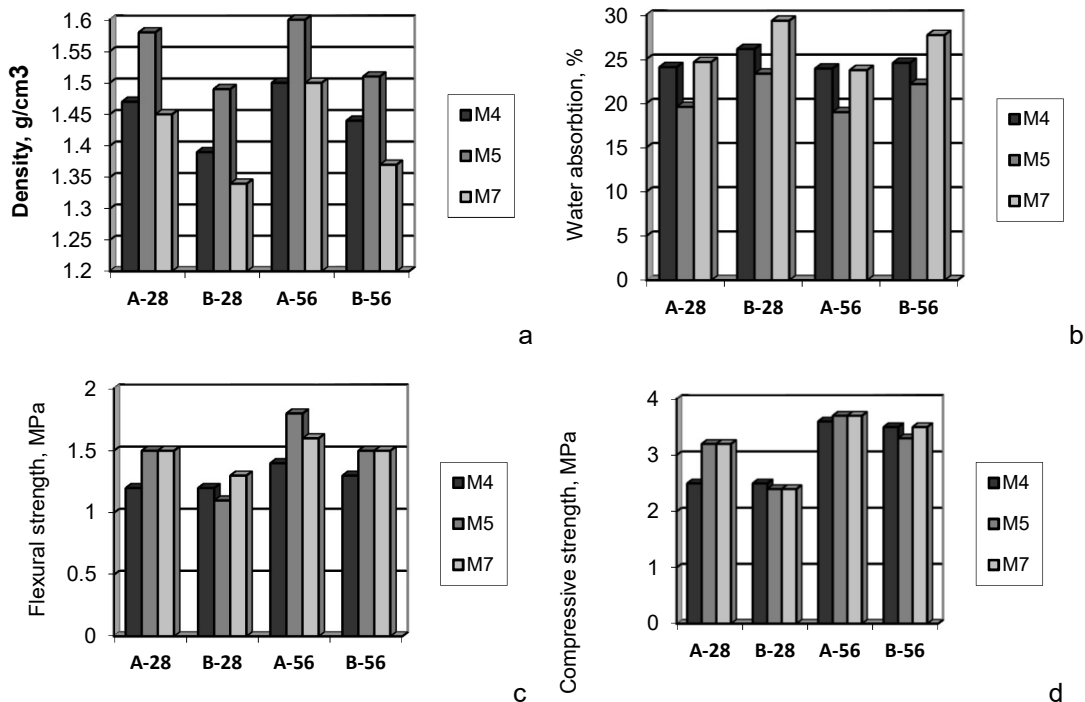 Density, g/cm3
1.6
1.55
1.5
1.45
1.4
1.35
1.3
1.25
1.2
A-28 B-28 A-56 B-56
M4
M5
M7
a
Water absorbtion, %
30
25
20
15
10
5
0
A-28 B-28 A-56 B-56
M4
M5
M7
b
Flexural strength, MPa
2
1.5
1
0.5
0
A-28 B-28 A-56 B-56
M4
M5
M7
c
Compressive strength, MPa
4
3
2
1
0
A-28 B-28 A-56 B-56
M4
M5
M7
d